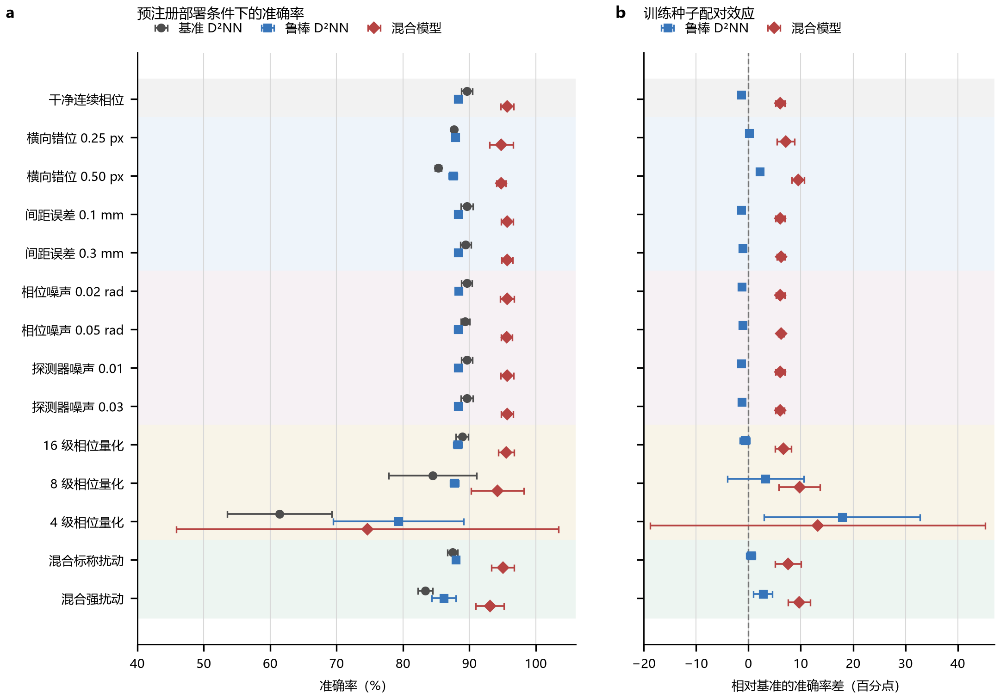 a
预注册部署条件下的准确率
基准 D²NN
鲁棒 D²NN
混合模型
干净连续相位
横向错位 0.25 px
横向错位 0.50 px
间距误差 0.1 mm
间距误差 0.3 mm
相位噪声 0.02 rad
相位噪声 0.05 rad
探测器噪声 0.01
探测器噪声 0.03
16 级相位量化
8 级相位量化
4 级相位量化
混合标称扰动
混合强扰动
40 50 60 70 80 90 100
准确率（%）
b
训练种子配对效应
鲁棒 D²NN
混合模型
−20 −10 0 10 20 30 40
相对基准的准确率差（百分点）